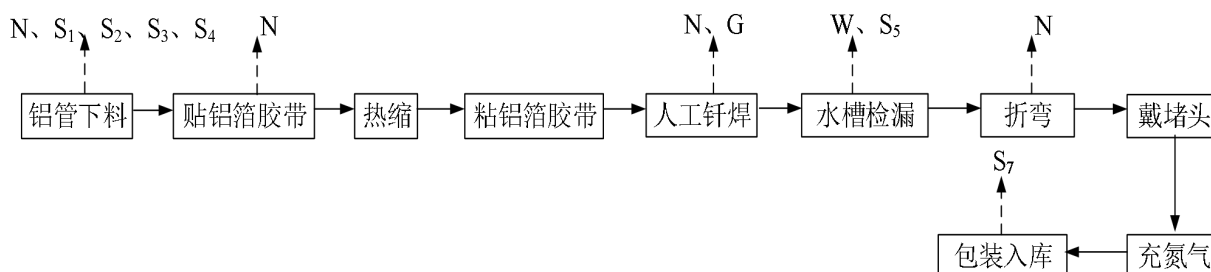 N、S₁、S₂、S₃、S₄ N N、G W、S₅ N
铝管下料 贴铝箔胶带 热缩 粘铝箔胶带 人工钎焊 水槽检漏 折弯 戴堵头
S₇
包装入库 充氮气